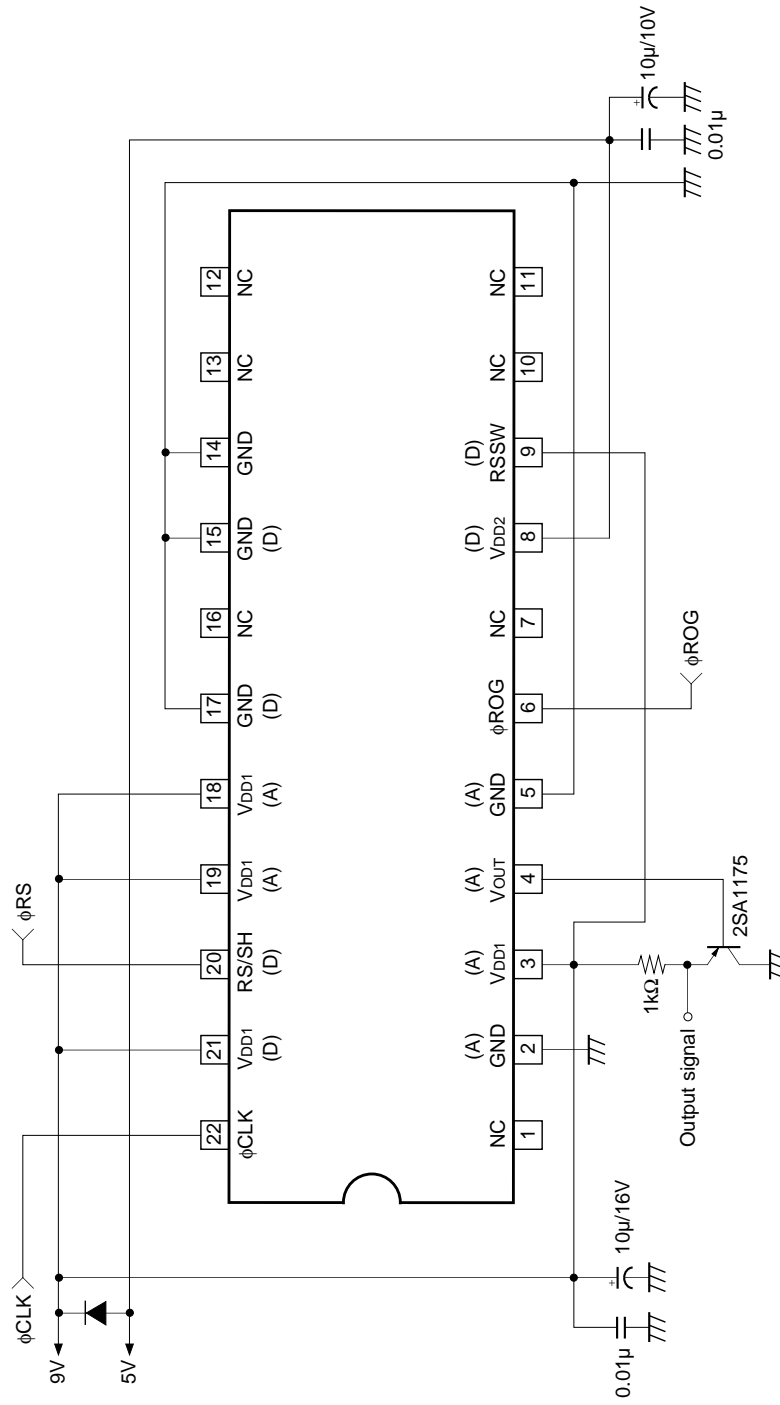 φCLK
9V
5V
φRS
22
21
20
19
18
17
16
15
14
13
12
φCLK
VDD1
RS/SH
VDD1
VDD1
GND
NC
GND
GND
NC
NC
(D)
(D)
(A)
(A)
(D)
(D)
(A)
(A)
(A)
(A)
(D)
(D)
NC
GND
VDD1
VOUT
GND
φROG
NC
VDD2
RSSW
NC
NC
1
2
3
4
5
6
7
8
9
10
11
0.01µ
10µ/16V
Output signal
1kΩ
2SA1175
φROG
+
+
10µ/10V
0.01µ